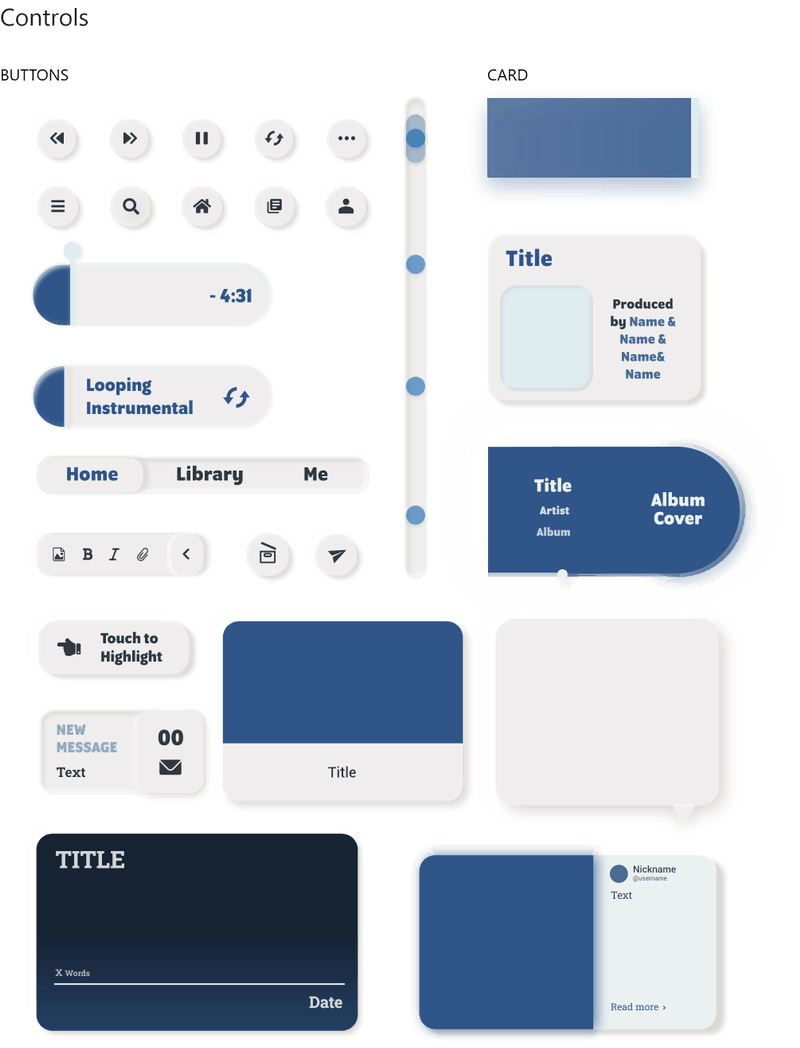 Controls
BUTTONS
CARD
- 4:31
Looping
Instrumental
Home Library Me
B I
Title
Produced
by Name &
Name &
Name&
Name
Title
Artist
Album
Album
Cover
Touch to
Highlight
NEW
MESSAGE
Text
00
Title
TITLE
X Words
Date
Nickname
@username
Text
Read more ›